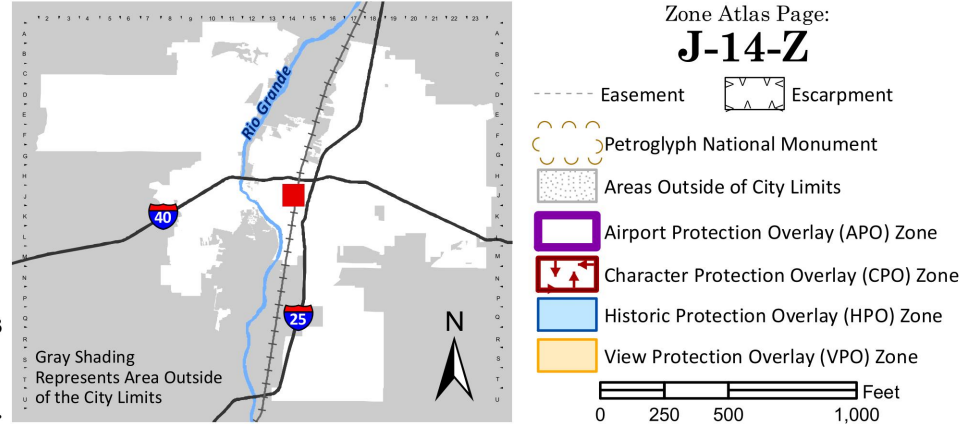 Zone Atlas Page:
J-14-Z
Easement
Escarpment
Petroglyph National Monument
Areas Outside of City Limits
Airport Protection Overlay (APO) Zone
Character Protection Overlay (CPO) Zone
Historic Protection Overlay (HPO) Zone
View Protection Overlay (VPO) Zone
Feet
0 250 500 1,000
Rio Grande
40
25
N
Gray Shading
Represents Area Outside
of the City Limits